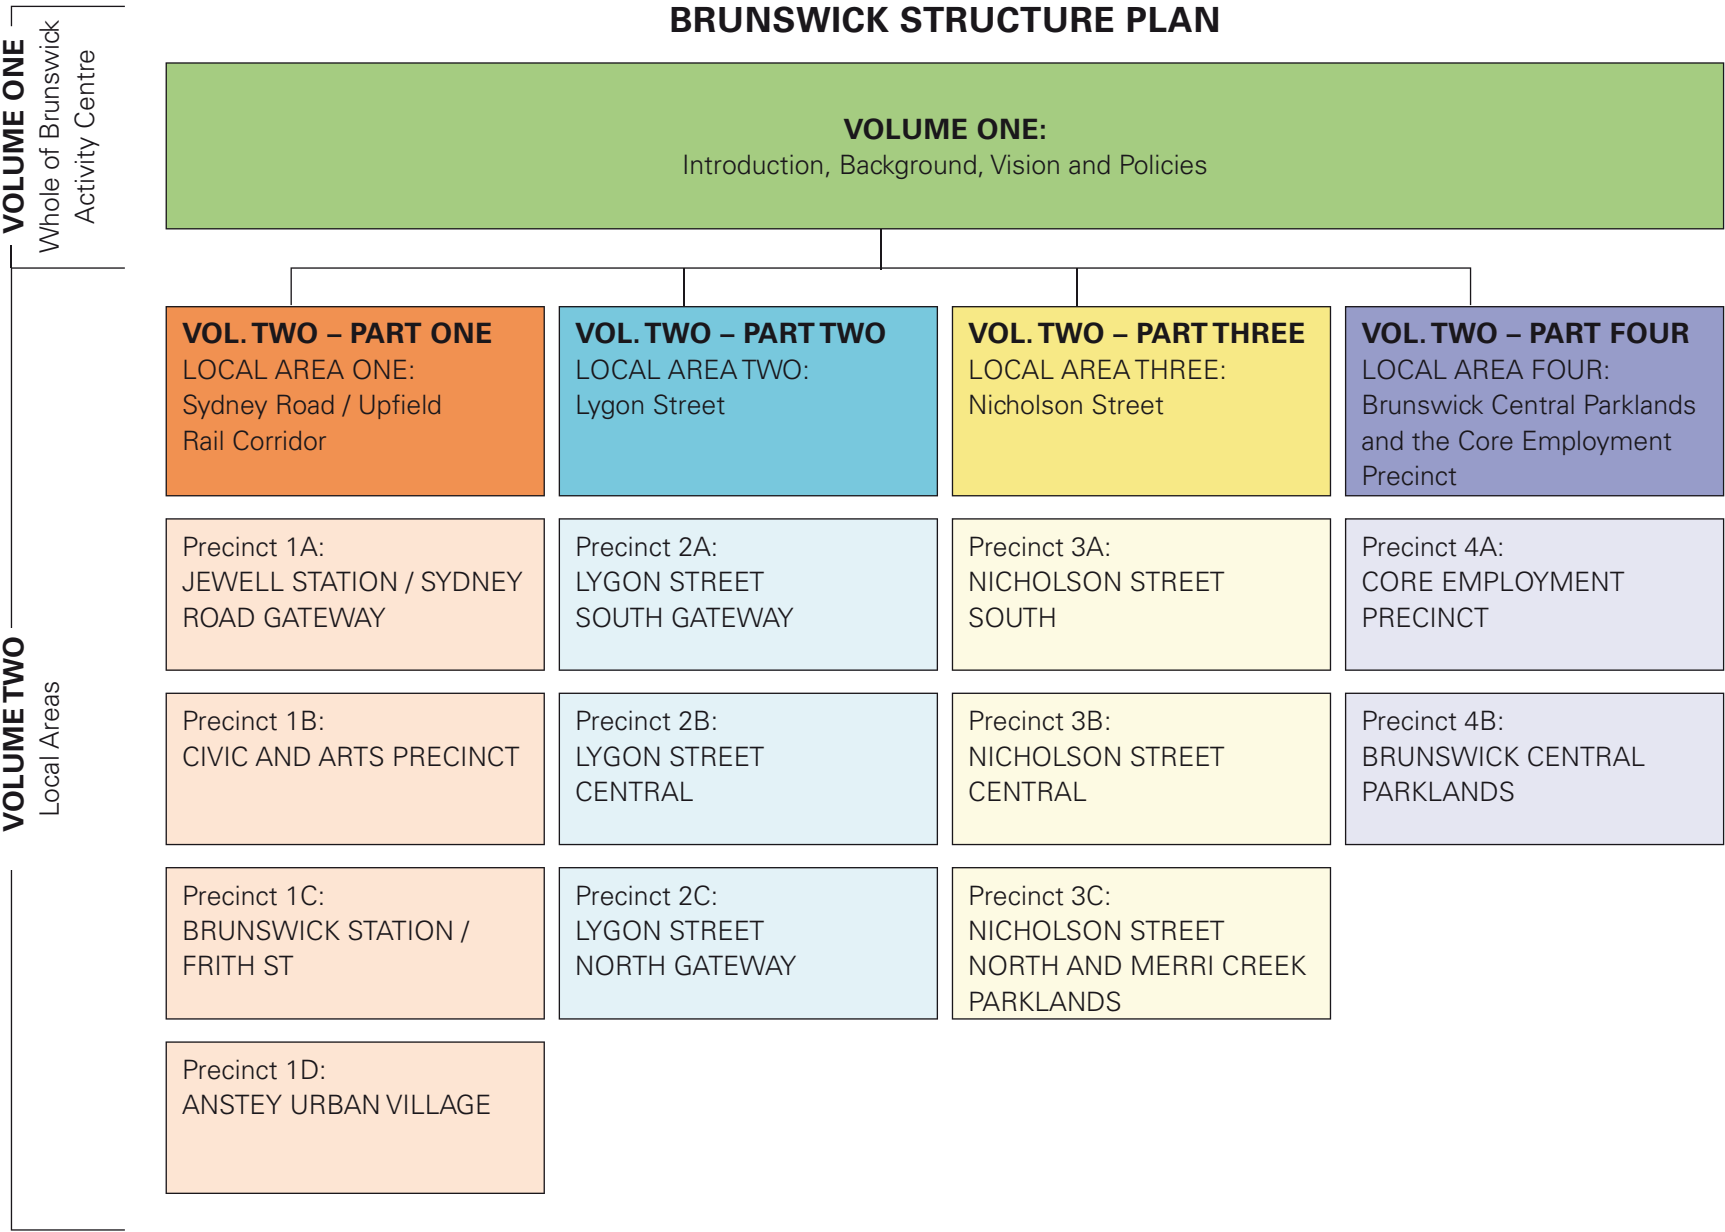 BRUNSWICK STRUCTURE PLAN
VOLUME ONE
Whole of Brunswick
Activity Centre
VOLUME ONE:
Introduction, Background, Vision and Policies
VOLUME TWO
Local Areas
VOL. TWO – PART ONE
LOCAL AREA ONE:
Sydney Road / Upfield
Rail Corridor
Precinct 1A:
JEWELL STATION / SYDNEY
ROAD GATEWAY
Precinct 1B:
CIVIC AND ARTS PRECINCT
Precinct 1C:
BRUNSWICK STATION /
FRITH ST
Precinct 1D:
ANSTEY URBAN VILLAGE
VOL. TWO – PART TWO
LOCAL AREA TWO:
Lygon Street
Precinct 2A:
LYGON STREET
SOUTH GATEWAY
Precinct 2B:
LYGON STREET
CENTRAL
Precinct 2C:
LYGON STREET
NORTH GATEWAY
VOL. TWO – PART THREE
LOCAL AREA THREE:
Nicholson Street
Precinct 3A:
NICHOLSON STREET
SOUTH
Precinct 3B:
NICHOLSON STREET
CENTRAL
Precinct 3C:
NICHOLSON STREET
NORTH AND MERRI CREEK
PARKLANDS
VOL. TWO – PART FOUR
LOCAL AREA FOUR:
Brunswick Central Parklands
and the Core Employment
Precinct
Precinct 4A:
CORE EMPLOYMENT
PRECINCT
Precinct 4B:
BRUNSWICK CENTRAL
PARKLANDS